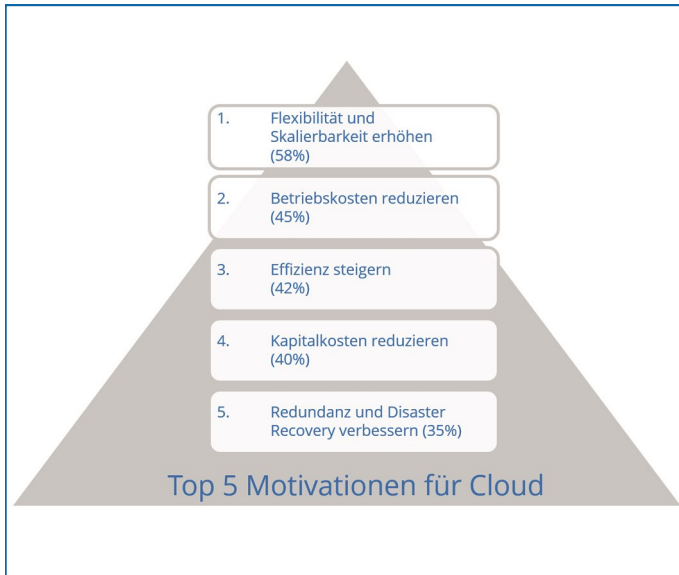 1. Flexibilität und
Skalierbarkeit erhöhen
(58%)
2. Betriebskosten reduzieren
(45%)
3. Effizienz steigern
(42%)
4. Kapitalkosten reduzieren
(40%)
5. Redundanz und Disaster
Recovery verbessern (35%)
Top 5 Motivationen für Cloud